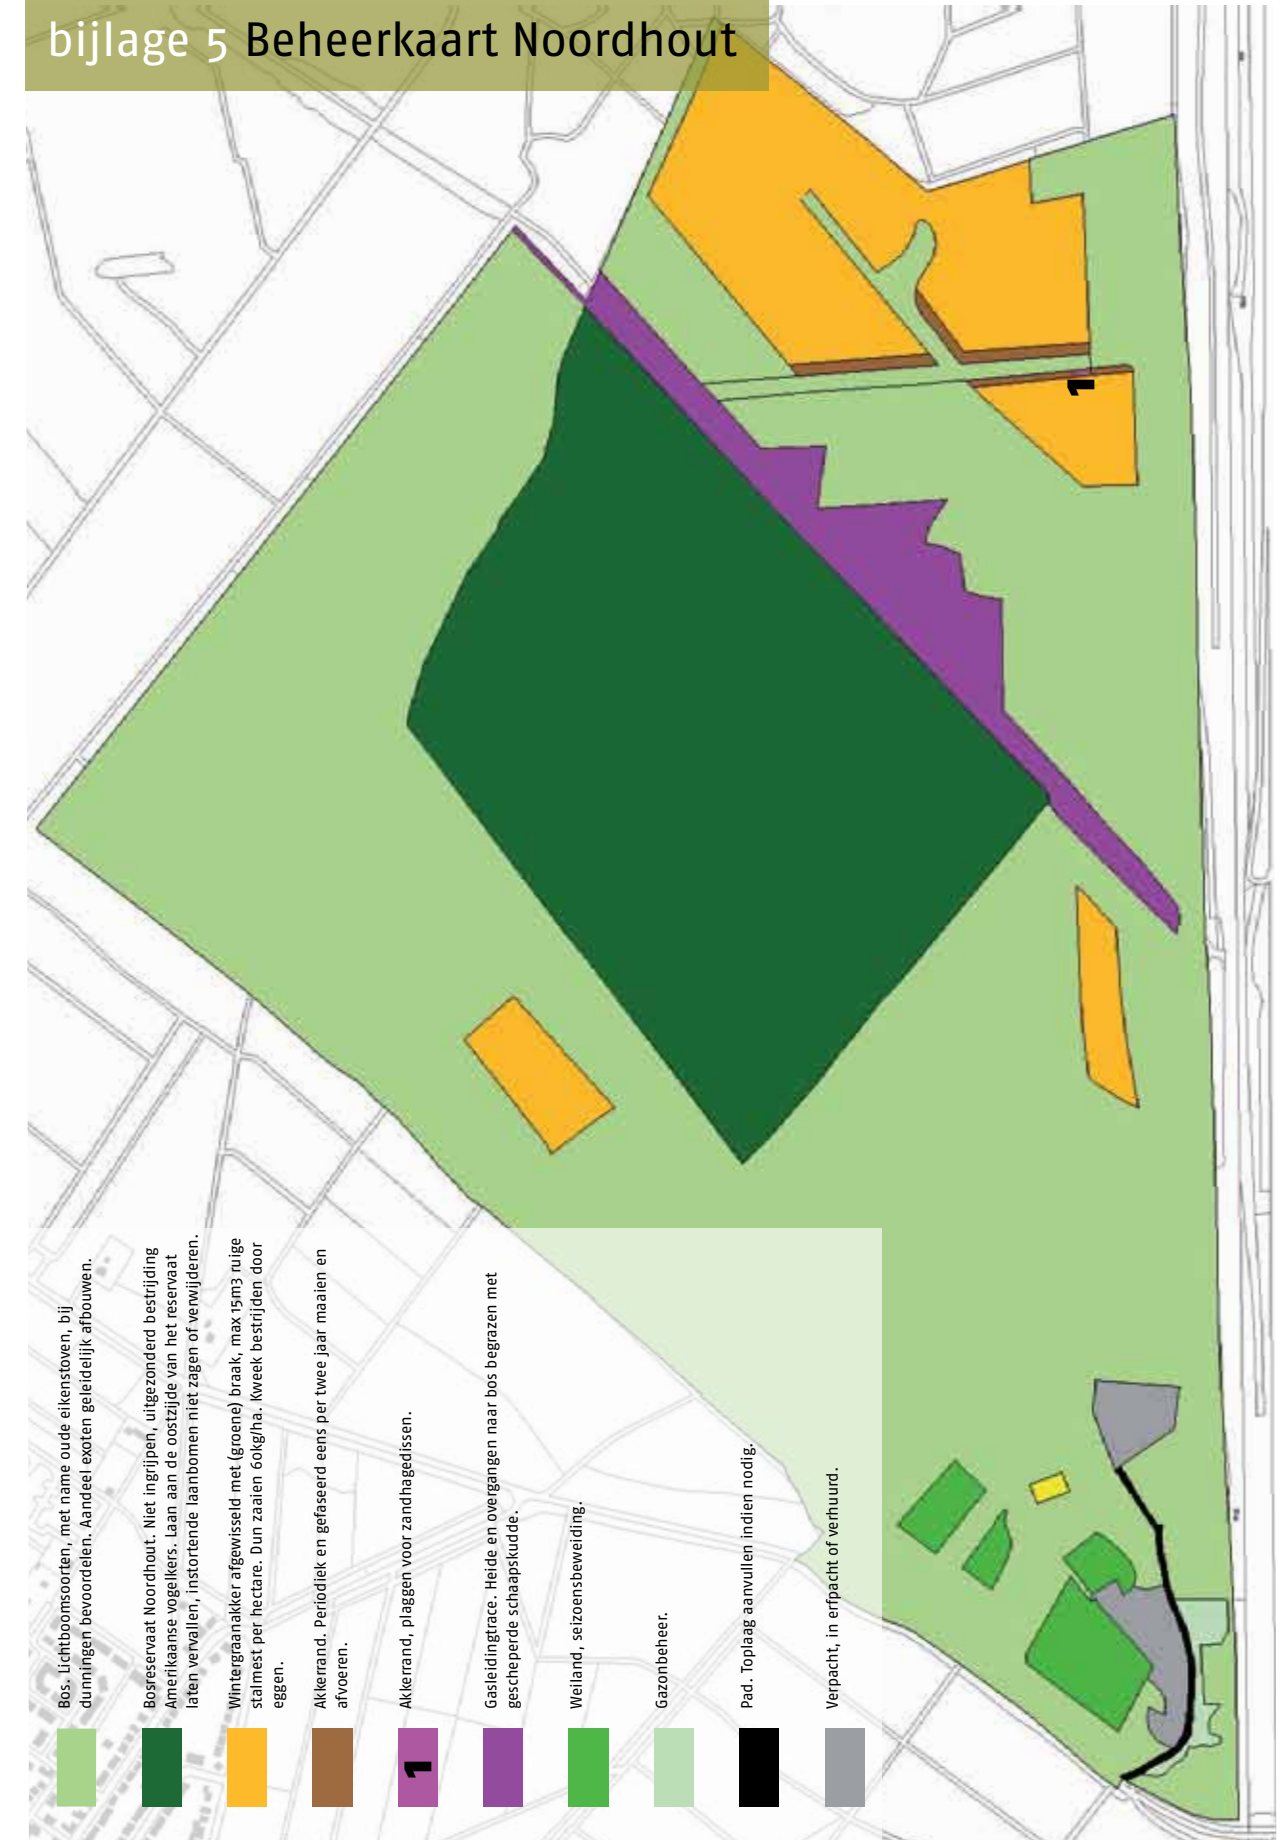 bijlage 5 Beheerkaart Noordhout
Bos. Lichtboomsoorten, met name oude eikenstoven, bij
dunningen bevoordelen. Aandeel exoten geleidelijk afbouwen.
Bosreservaat Noordhout. Niet ingrijpen, uitgezonderd bestrijding
Amerikaanse vogelkers. Laan aan de oostzijde van het reservaat
laten vervallen, instortende laanbomen niet zagen of verwijderen.
Wintergraanakker afgewisseld met (groene) braak, max 15m3 ruige
stalmest per hectare. Dun zaaien 60kg/ha. Kweek bestrijden door
eggen.
Akkerrand. Periodiek en gefaseerd eens per twee jaar maaien en
afvoeren.
1
Akkerrand, plaggen voor zandhagedissen.
Gasleidingtrace. Heide en overgangen naar bos begrazen met
gescheperde schaapskudde.
Weiland, seizoensbeweiding.
Gazonbeheer.
Pad. Toplaag aanvullen indien nodig.
Verpacht, in erfpacht of verhuurd.
1